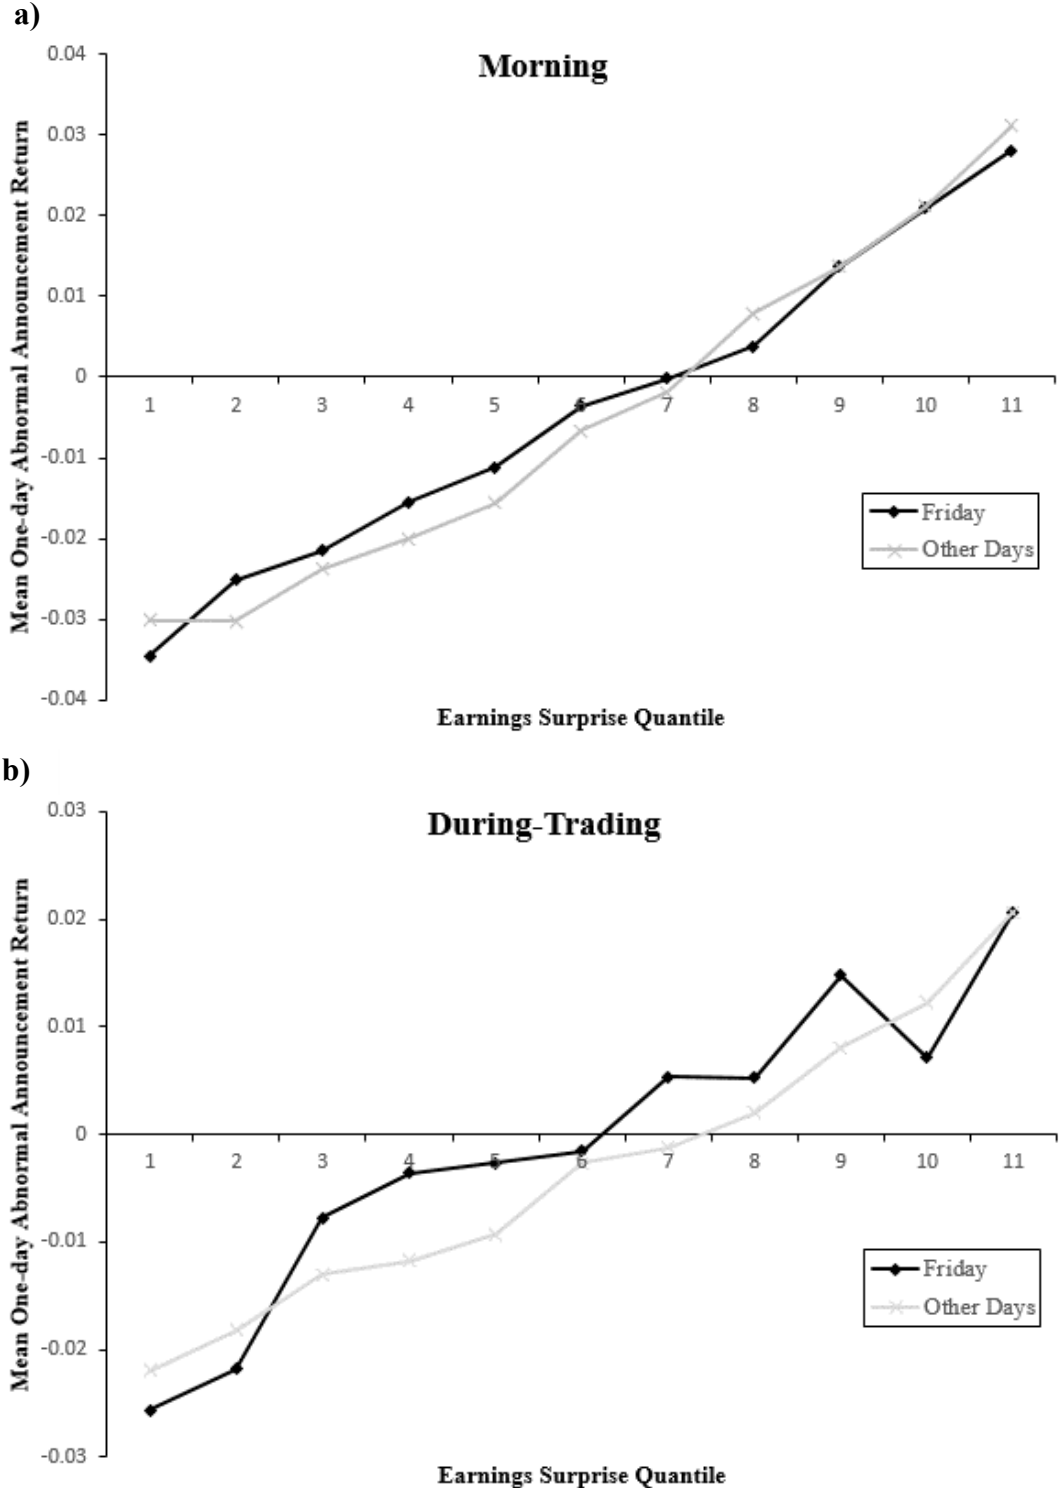 a)
Morning
Mean One-day Abnormal Announcement Return
0.04
0.03
0.02
0.01
0
-0.01
-0.02
-0.03
-0.04
1 2 3 4 5 6 7 8 9 10 11
Friday
Other Days
Earnings Surprise Quantile
b)
During-Trading
Mean One-day Abnormal Announcement Return
0.03
0.02
0.01
0
-0.01
-0.02
-0.03
1 2 3 4 5 6 7 8 9 10 11
Friday
Other Days
Earnings Surprise Quantile